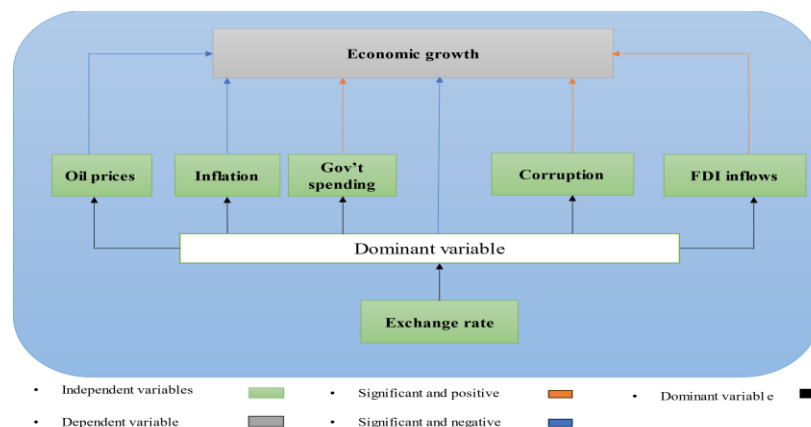 Economic growth
Oil prices
Inflation
Gov't
spending
Corruption
FDI inflows
Dominant variable
Exchange rate
• Independent variables
• Significant and positive
• Dominant variable
• Dependent variable
• Significant and negative